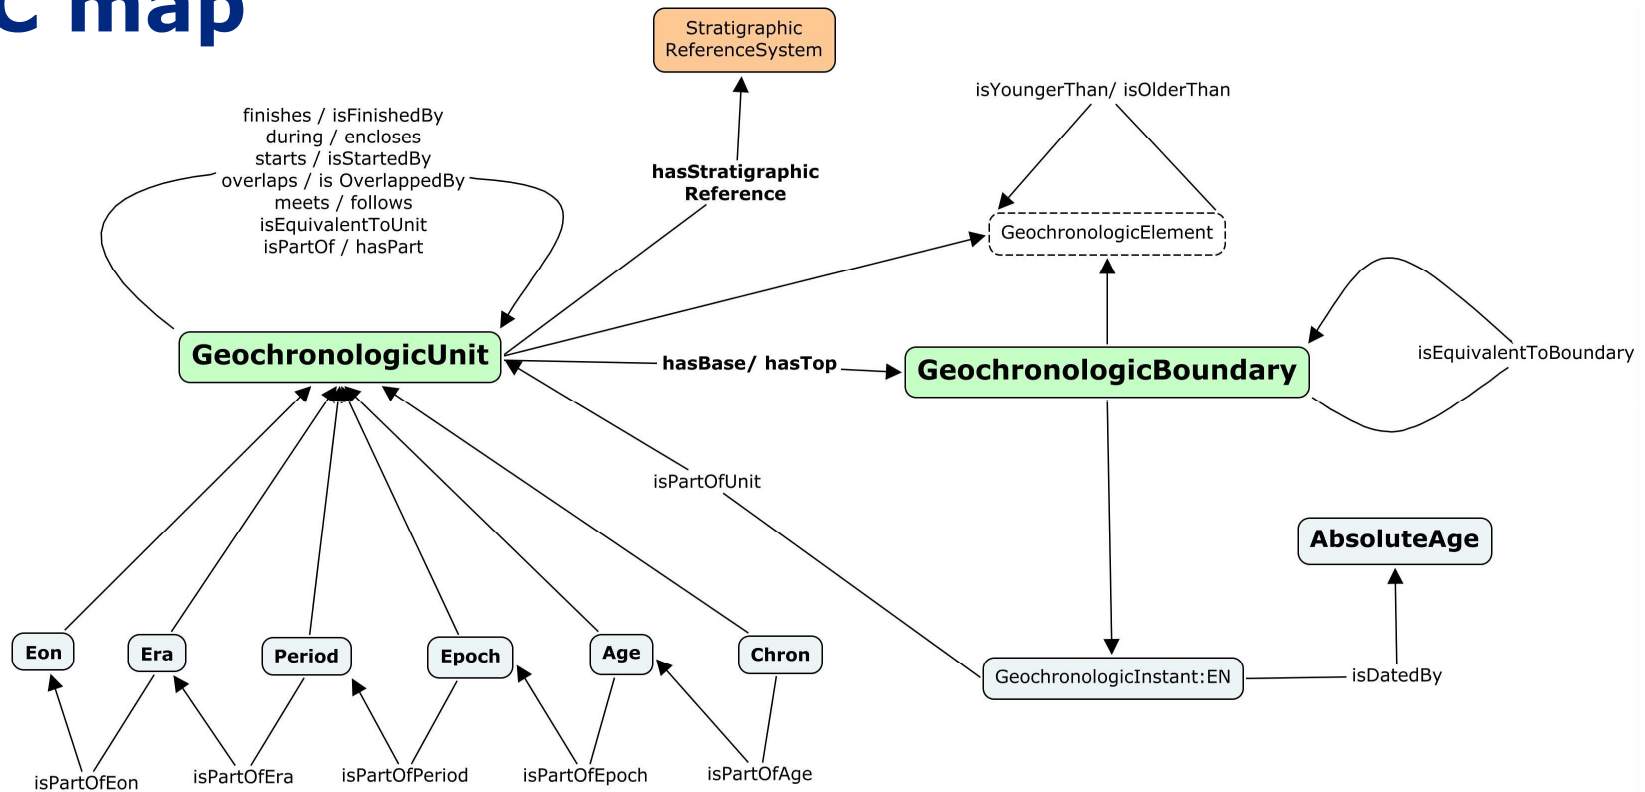 C map
Stratigraphic
ReferenceSystem
isYoungerThan/ isOlderThan
finishes / isFinishedBy
during / encloses
starts / isStartedBy
overlaps / is OverlappedBy
meets / follows
isEquivalentToUnit
isPartOf / hasPart
hasStratigraphic
Reference
GeochronologicElement
GeochronologicUnit
hasBase/ hasTop
GeochronologicBoundary
isEquivalentToBoundary
isPartOfUnit
AbsoluteAge
Eon
Era
Period
Epoch
Age
Chron
GeochronologicInstant:EN
isDatedBy
isPartOfEon
isPartOfEra
isPartOfPeriod
isPartOfEpoch
isPartOfAge